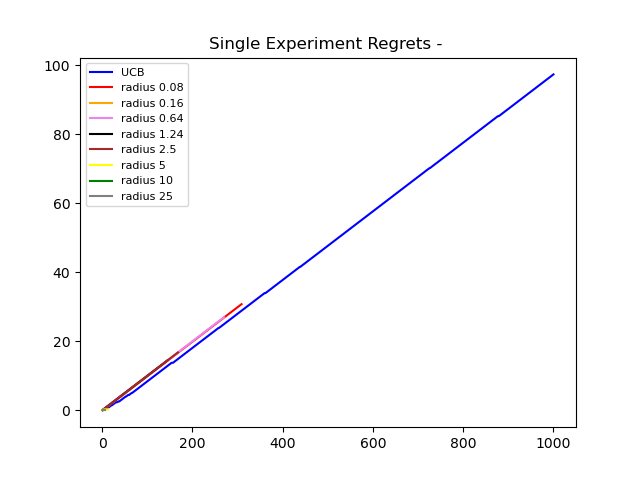 Single Experiment Regrets -
100
80
60
40
20
0
UCB
radius 0.08
radius 0.16
radius 0.64
radius 1.24
radius 2.5
radius 5
radius 10
radius 25
0 200 400 600 800 1000